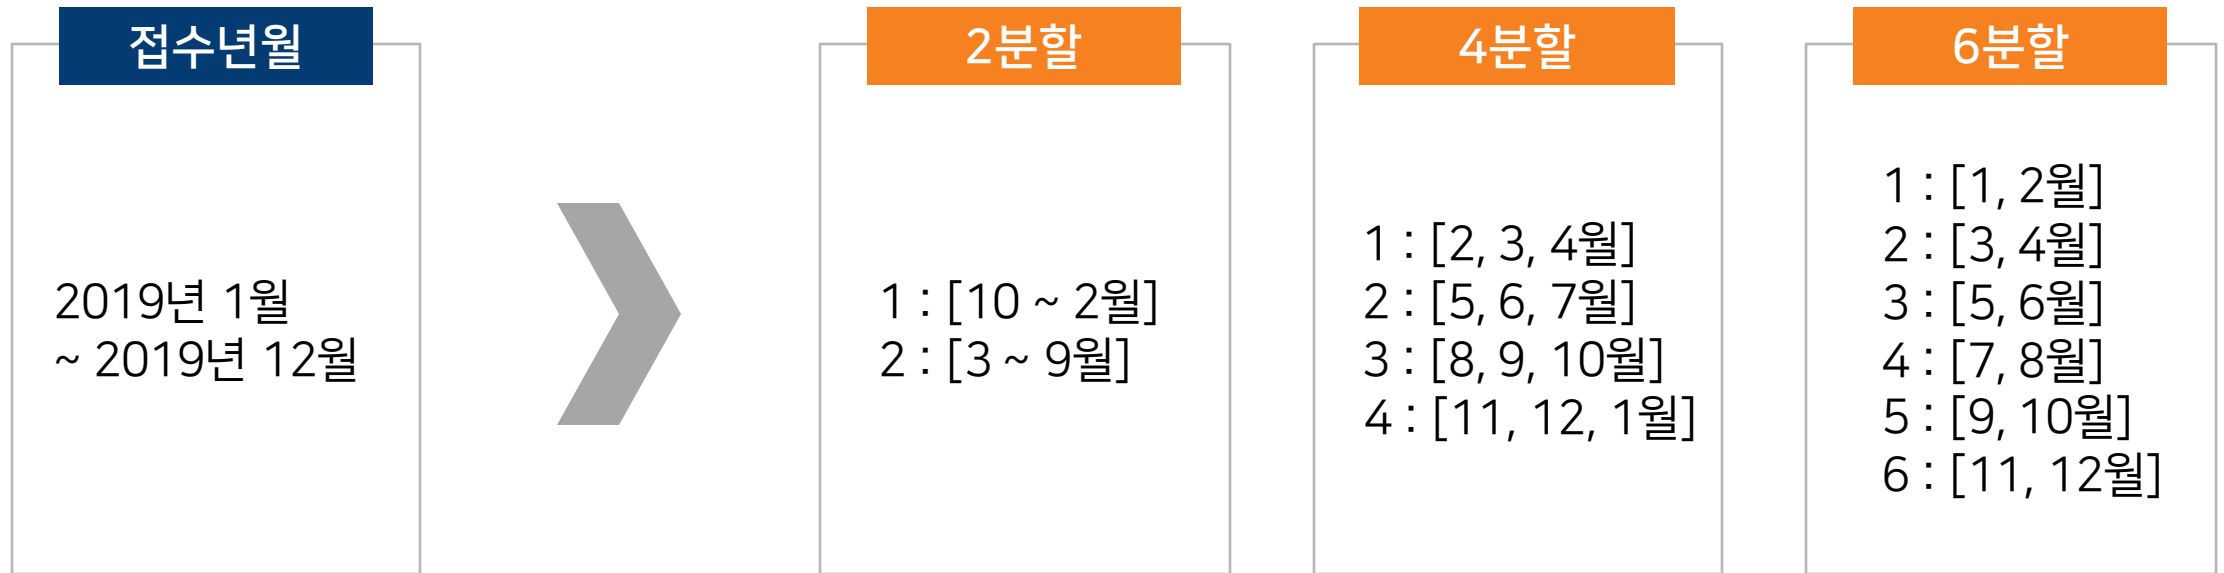 접수년월
2019년 1월
~ 2019년 12월
2분할
1 : [10 ~ 2월]
2 : [3 ~ 9월]
4분할
1 : [2, 3, 4월]
2 : [5, 6, 7월]
3 : [8, 9, 10월]
4 : [11, 12, 1월]
6분할
1 : [1, 2월]
2 : [3, 4월]
3 : [5, 6월]
4 : [7, 8월]
5 : [9, 10월]
6 : [11, 12월]